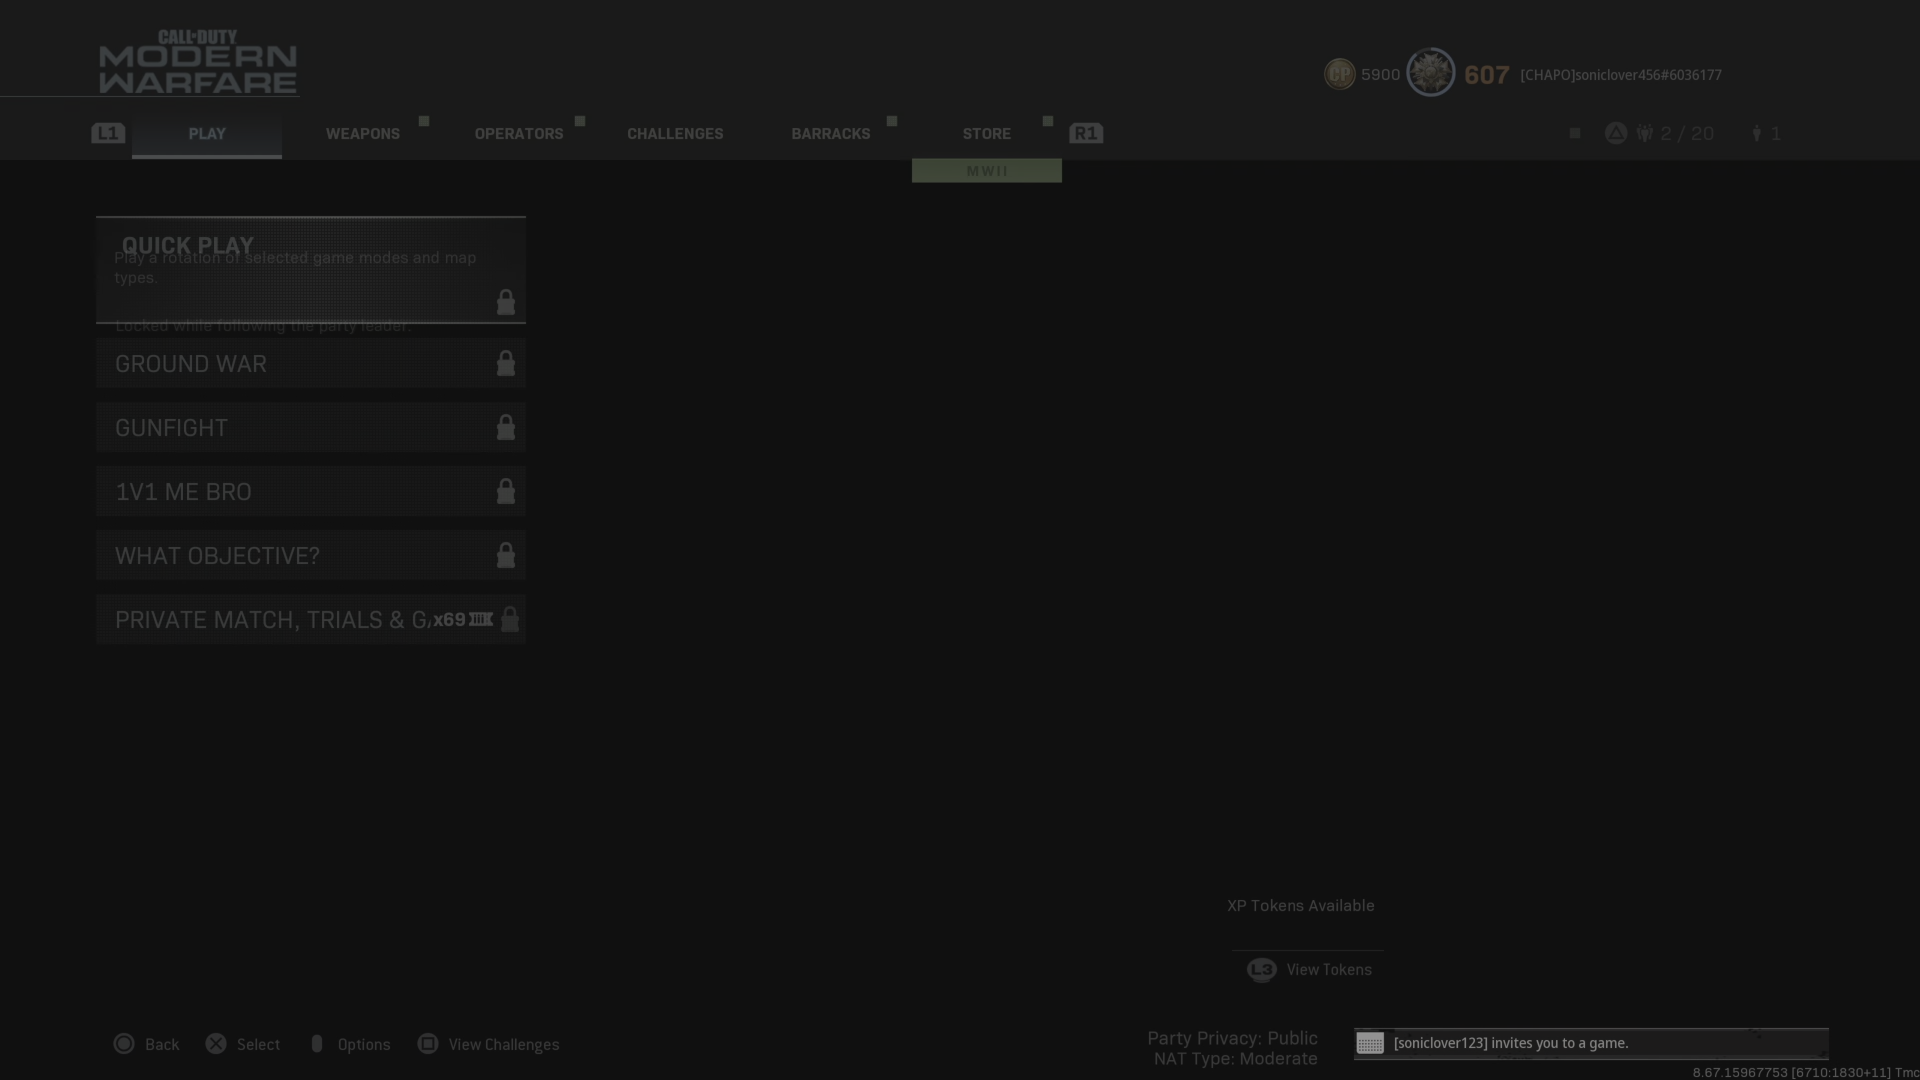 CALL OF DUTY
MODERN
WARFARE
CP 5900 607 [CHAPO]soniclover456#6036177
L1 PLAY WEAPONS OPERATORS CHALLENGES BARRACKS STORE R1 2 / 20 1
MWII
QUICK PLAY
Play a rotation of selected game modes and map
types.
Locked while following the party leader.
GROUND WAR
GUNFIGHT
1V1 ME BRO
WHAT OBJECTIVE?
PRIVATE MATCH, TRIALS & G x69
XP Tokens Available
L3 View Tokens
Back Select Options View Challenges
Party Privacy: Public
NAT Type: Moderate
[soniclover123] invites you to a game.
8.67.15967753 [6710:1830+11] Tmc